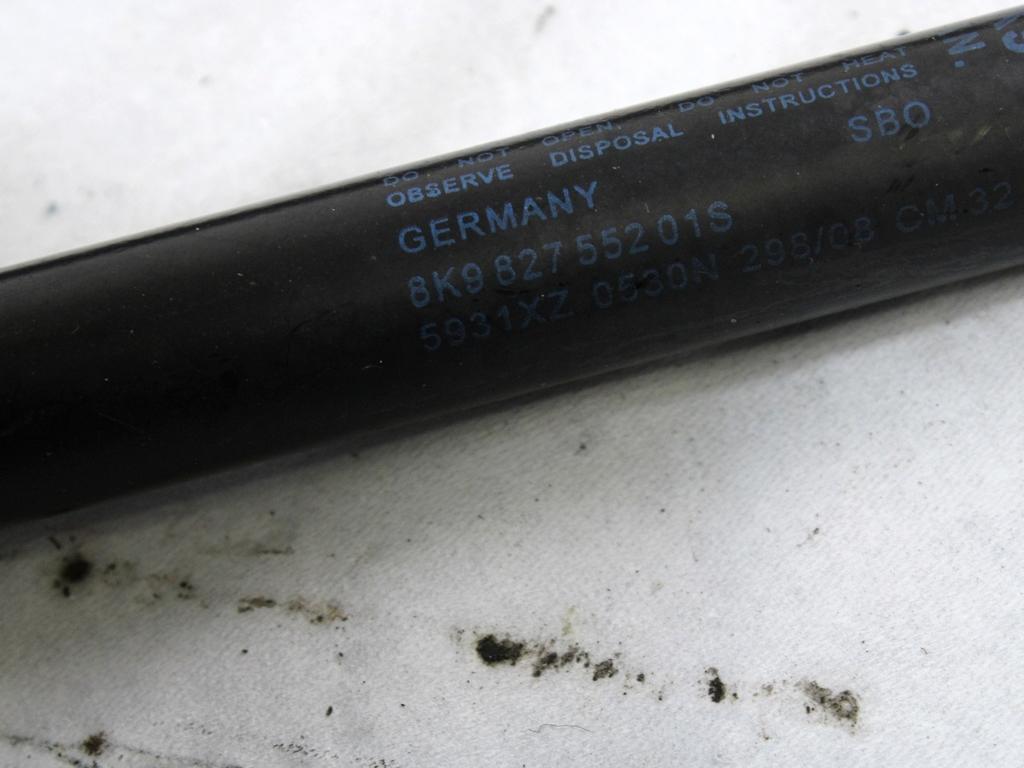 DO NOT OPEN. DO NOT HEAT
OBSERVE DISPOSAL INSTRUCTIONS
GERMANY SBO
8K9 827 552 01S
5931XZ 0530N 298/08 CM.32